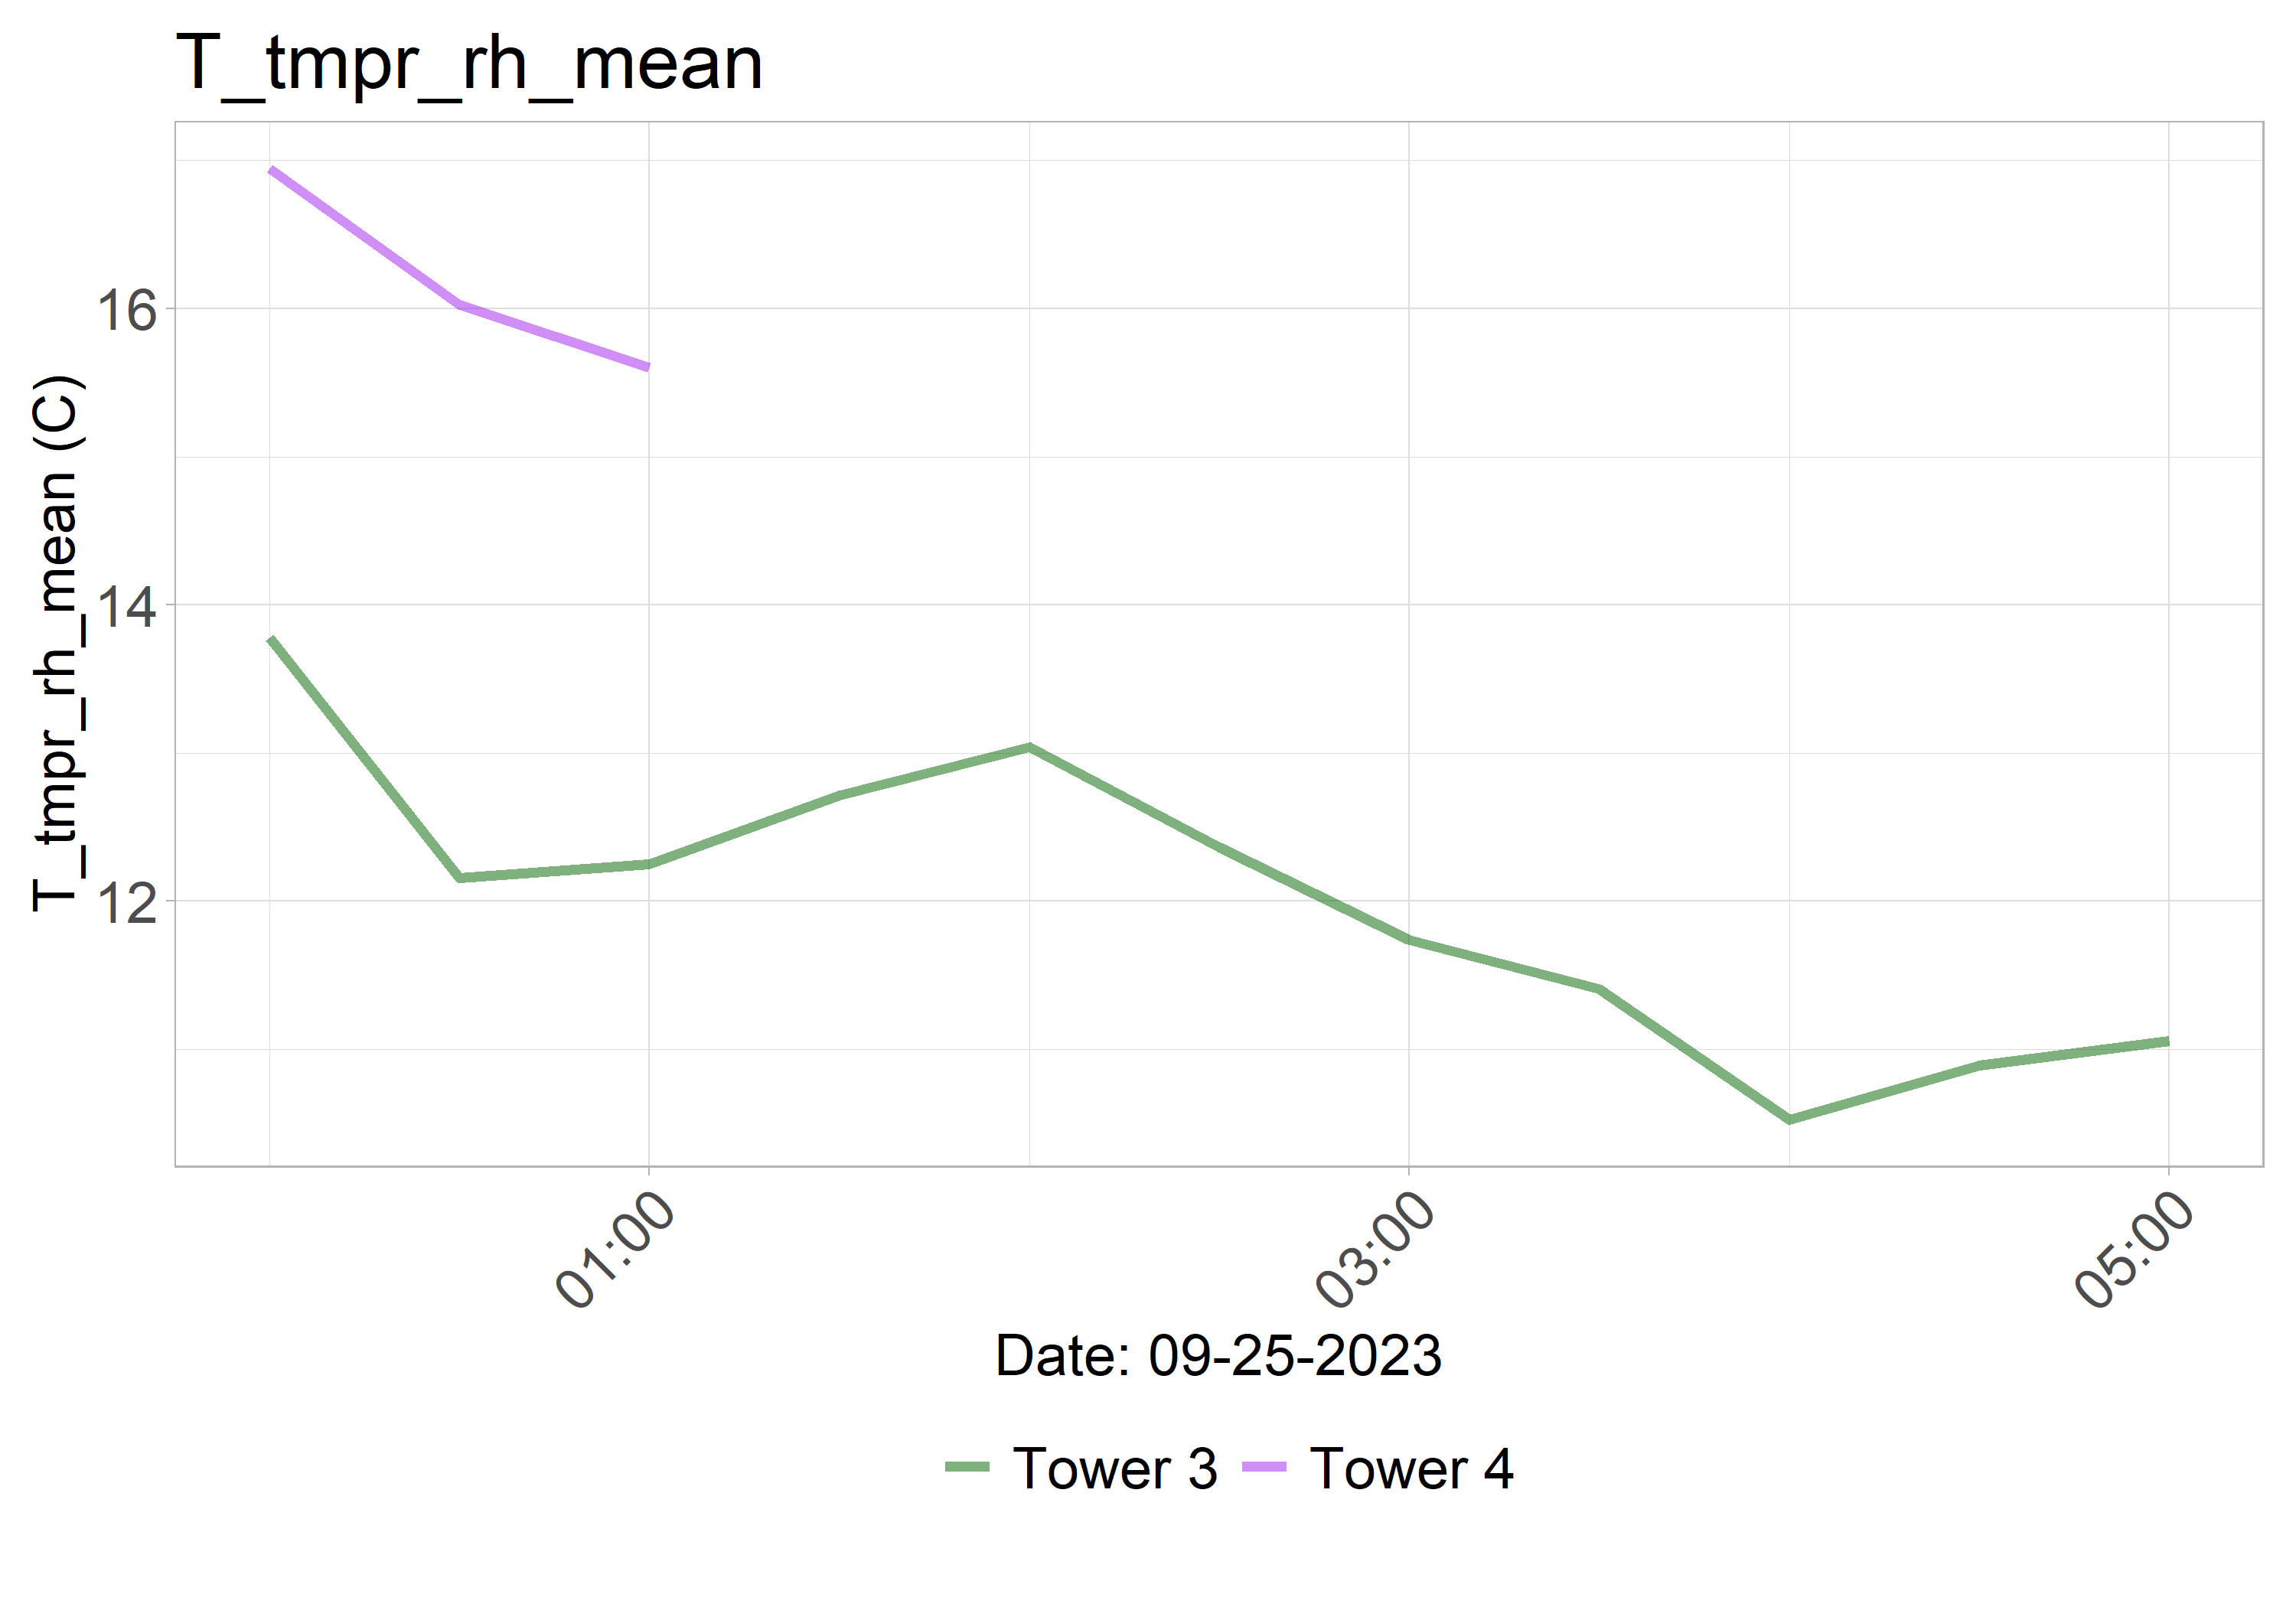 T_tmpr_rh_mean
T_tmpr_rh_mean (C)
16
14
12
01:00
03:00
05:00
Date: 09-25-2023
Tower 3
Tower 4